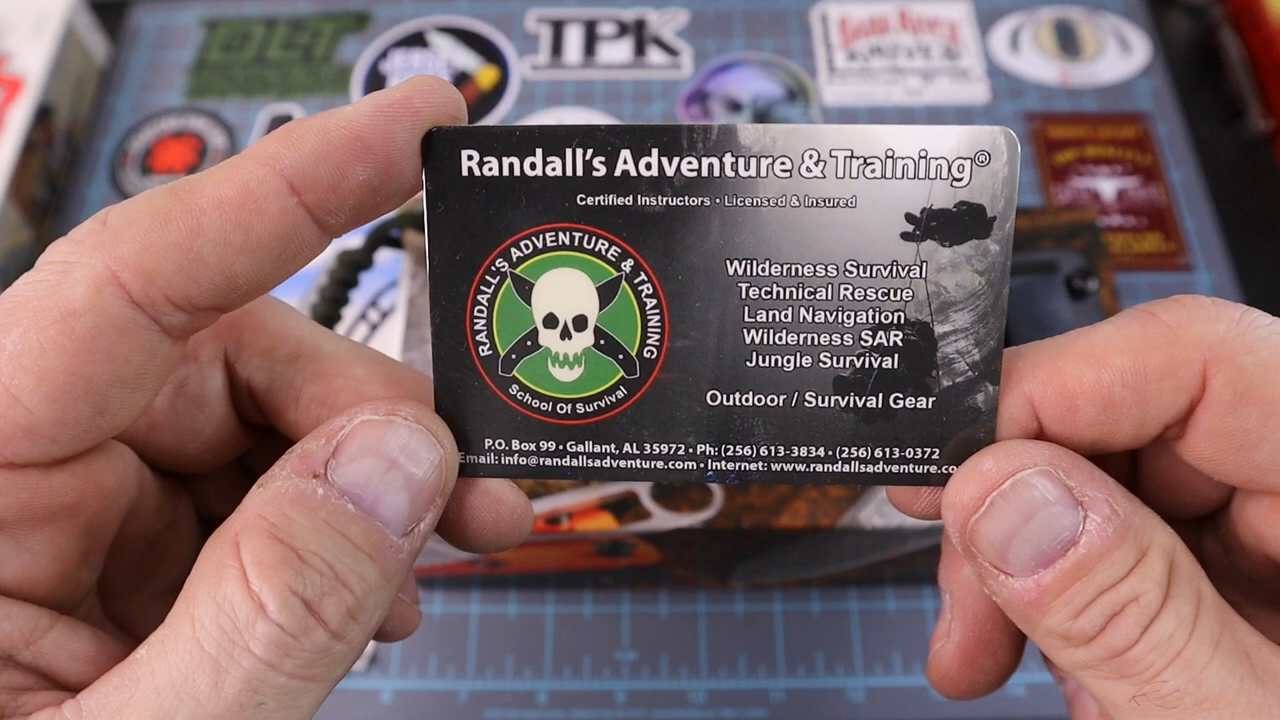 DLT
TPK
Randall's Adventure & Training®
Certified Instructors • Licensed & Insured
RANDALL'S ADVENTURE & TRAINING
School Of Survival
Wilderness Survival
Technical Rescue
Land Navigation
Wilderness SAR
Jungle Survival
Outdoor / Survival Gear
P.O. Box 99 • Gallant, AL 35972 • Ph: (256) 613-3834 • (256) 613-0372
Email: info@randallsadventure.com • Internet: www.randallsadventure.co